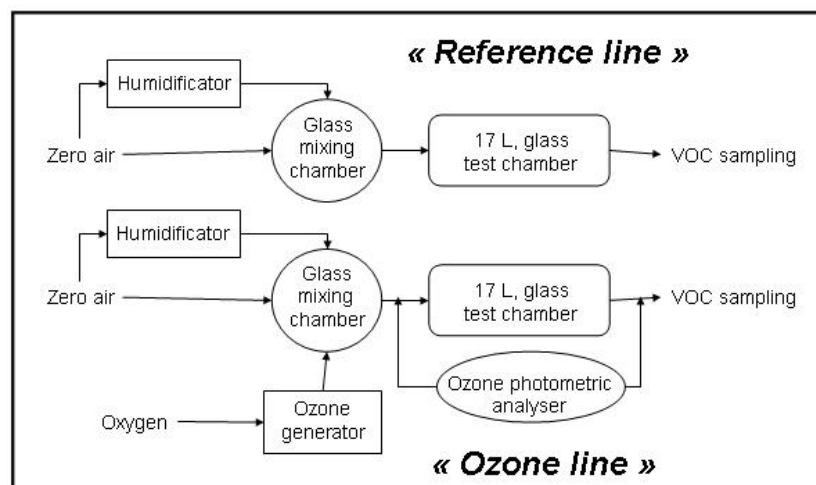 « Reference line »
Humidificator
Glass
mixing
chamber
Zero air
17 L, glass
test chamber
VOC sampling
Humidificator
Glass
mixing
chamber
Zero air
17 L, glass
test chamber
VOC sampling
Ozone photometric
analyser
Oxygen
Ozone
generator
« Ozone line »